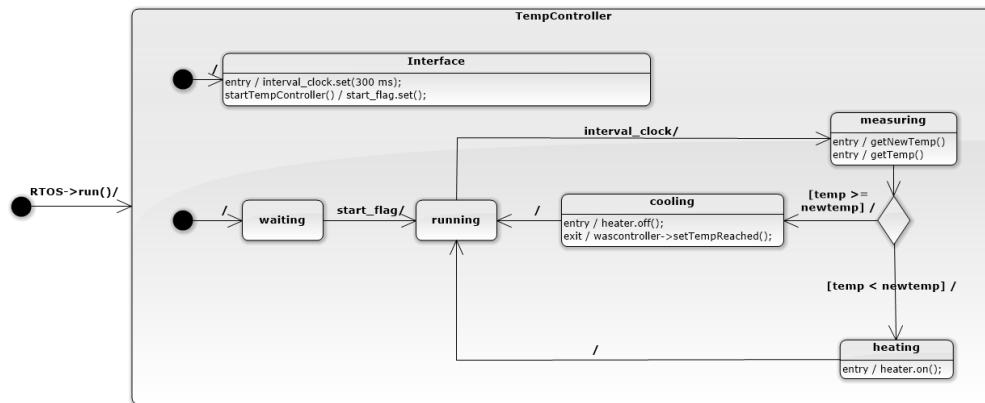 TempController
/
Interface
entry / interval_clock.set(300 ms);
startTempController() / start_flag.set();
measuring
entry / getNewTemp()
entry / getTemp()
interval_clock/
RTOS->run()/
/
waiting
start_flag/
running
/
cooling
entry / heater.off();
exit / wascontroller->setTempReached();
[temp >=
newtemp] /
[temp < newtemp] /
/
heating
entry / heater.on();